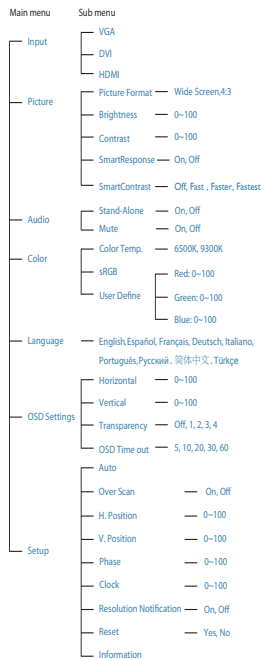 Main menu Sub menu
Input
VGA
DVI
HDMI
Picture
Picture Format Wide Screen,4:3
Brightness 0~100
Contrast 0~100
SmartResponse On, Off
SmartContrast Off, Fast , Faster, Fastest
Audio
Stand-Alone On, Off
Mute On, Off
Color
Color Temp. 6500K, 9300K
sRGB
User Define Red: 0~100
Green: 0~100
Blue: 0~100
Language English,Español, Français, Deutsch, Italiano,
Português,Русский , 简体中文 , Türkçe
OSD Settings
Horizontal 0~100
Vertical 0~100
Transparency Off, 1, 2, 3, 4
OSD Time out 5, 10, 20, 30, 60
Setup
Auto
Over Scan On, Off
H. Position 0~100
V. Position 0~100
Phase 0~100
Clock 0~100
Resolution Notification On, Off
Reset Yes, No
Information